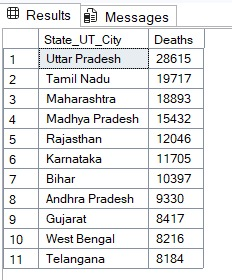 Results Messages
State_UT_City Deaths
1 Uttar Pradesh 28615
2 Tamil Nadu 19717
3 Maharashtra 18893
4 Madhya Pradesh 15432
5 Rajasthan 12046
6 Karnataka 11705
7 Bihar 10397
8 Andhra Pradesh 9330
9 Gujarat 8417
10 West Bengal 8216
11 Telangana 8184